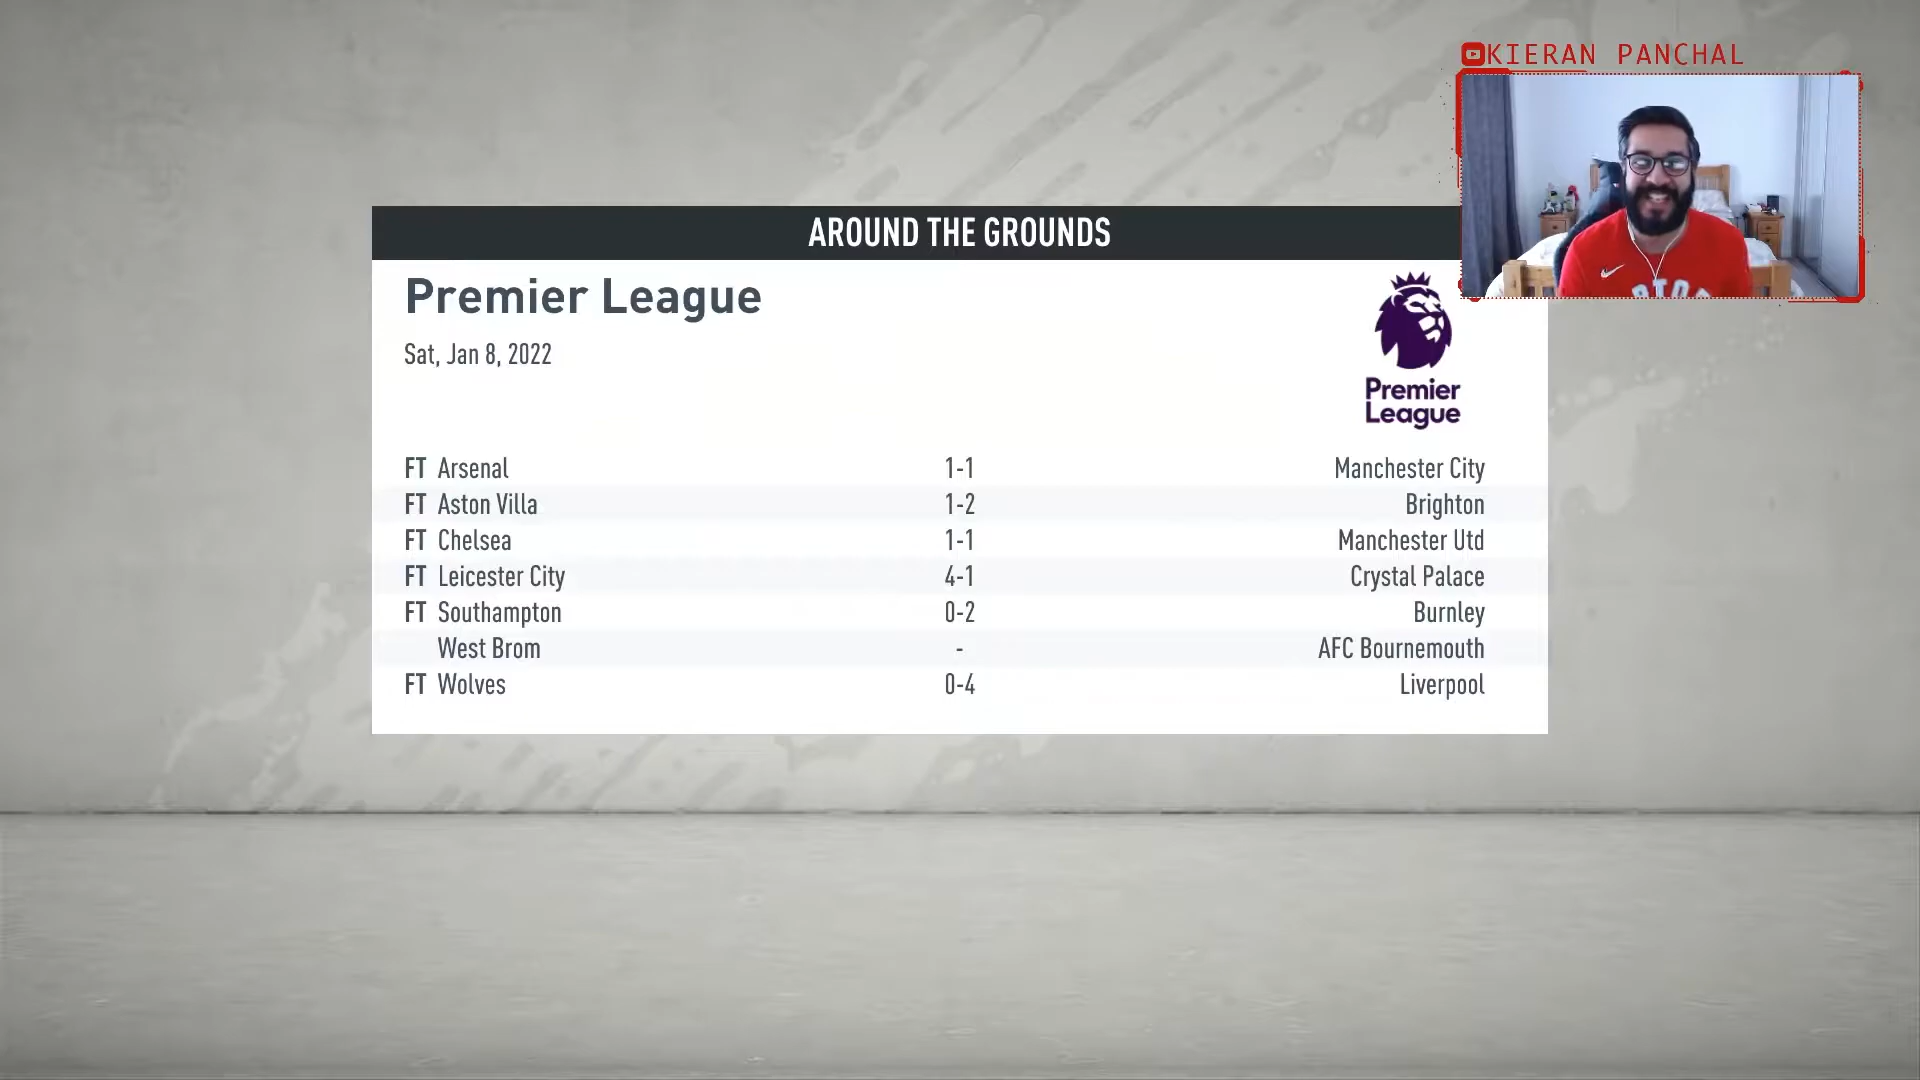 KIERAN PANCHAL
AROUND THE GROUNDS
Premier League
Sat, Jan 8, 2022
Premier
League
FT Arsenal 1-1 Manchester City
FT Aston Villa 1-2 Brighton
FT Chelsea 1-1 Manchester Utd
FT Leicester City 4-1 Crystal Palace
FT Southampton 0-2 Burnley
West Brom - AFC Bournemouth
FT Wolves 0-4 Liverpool